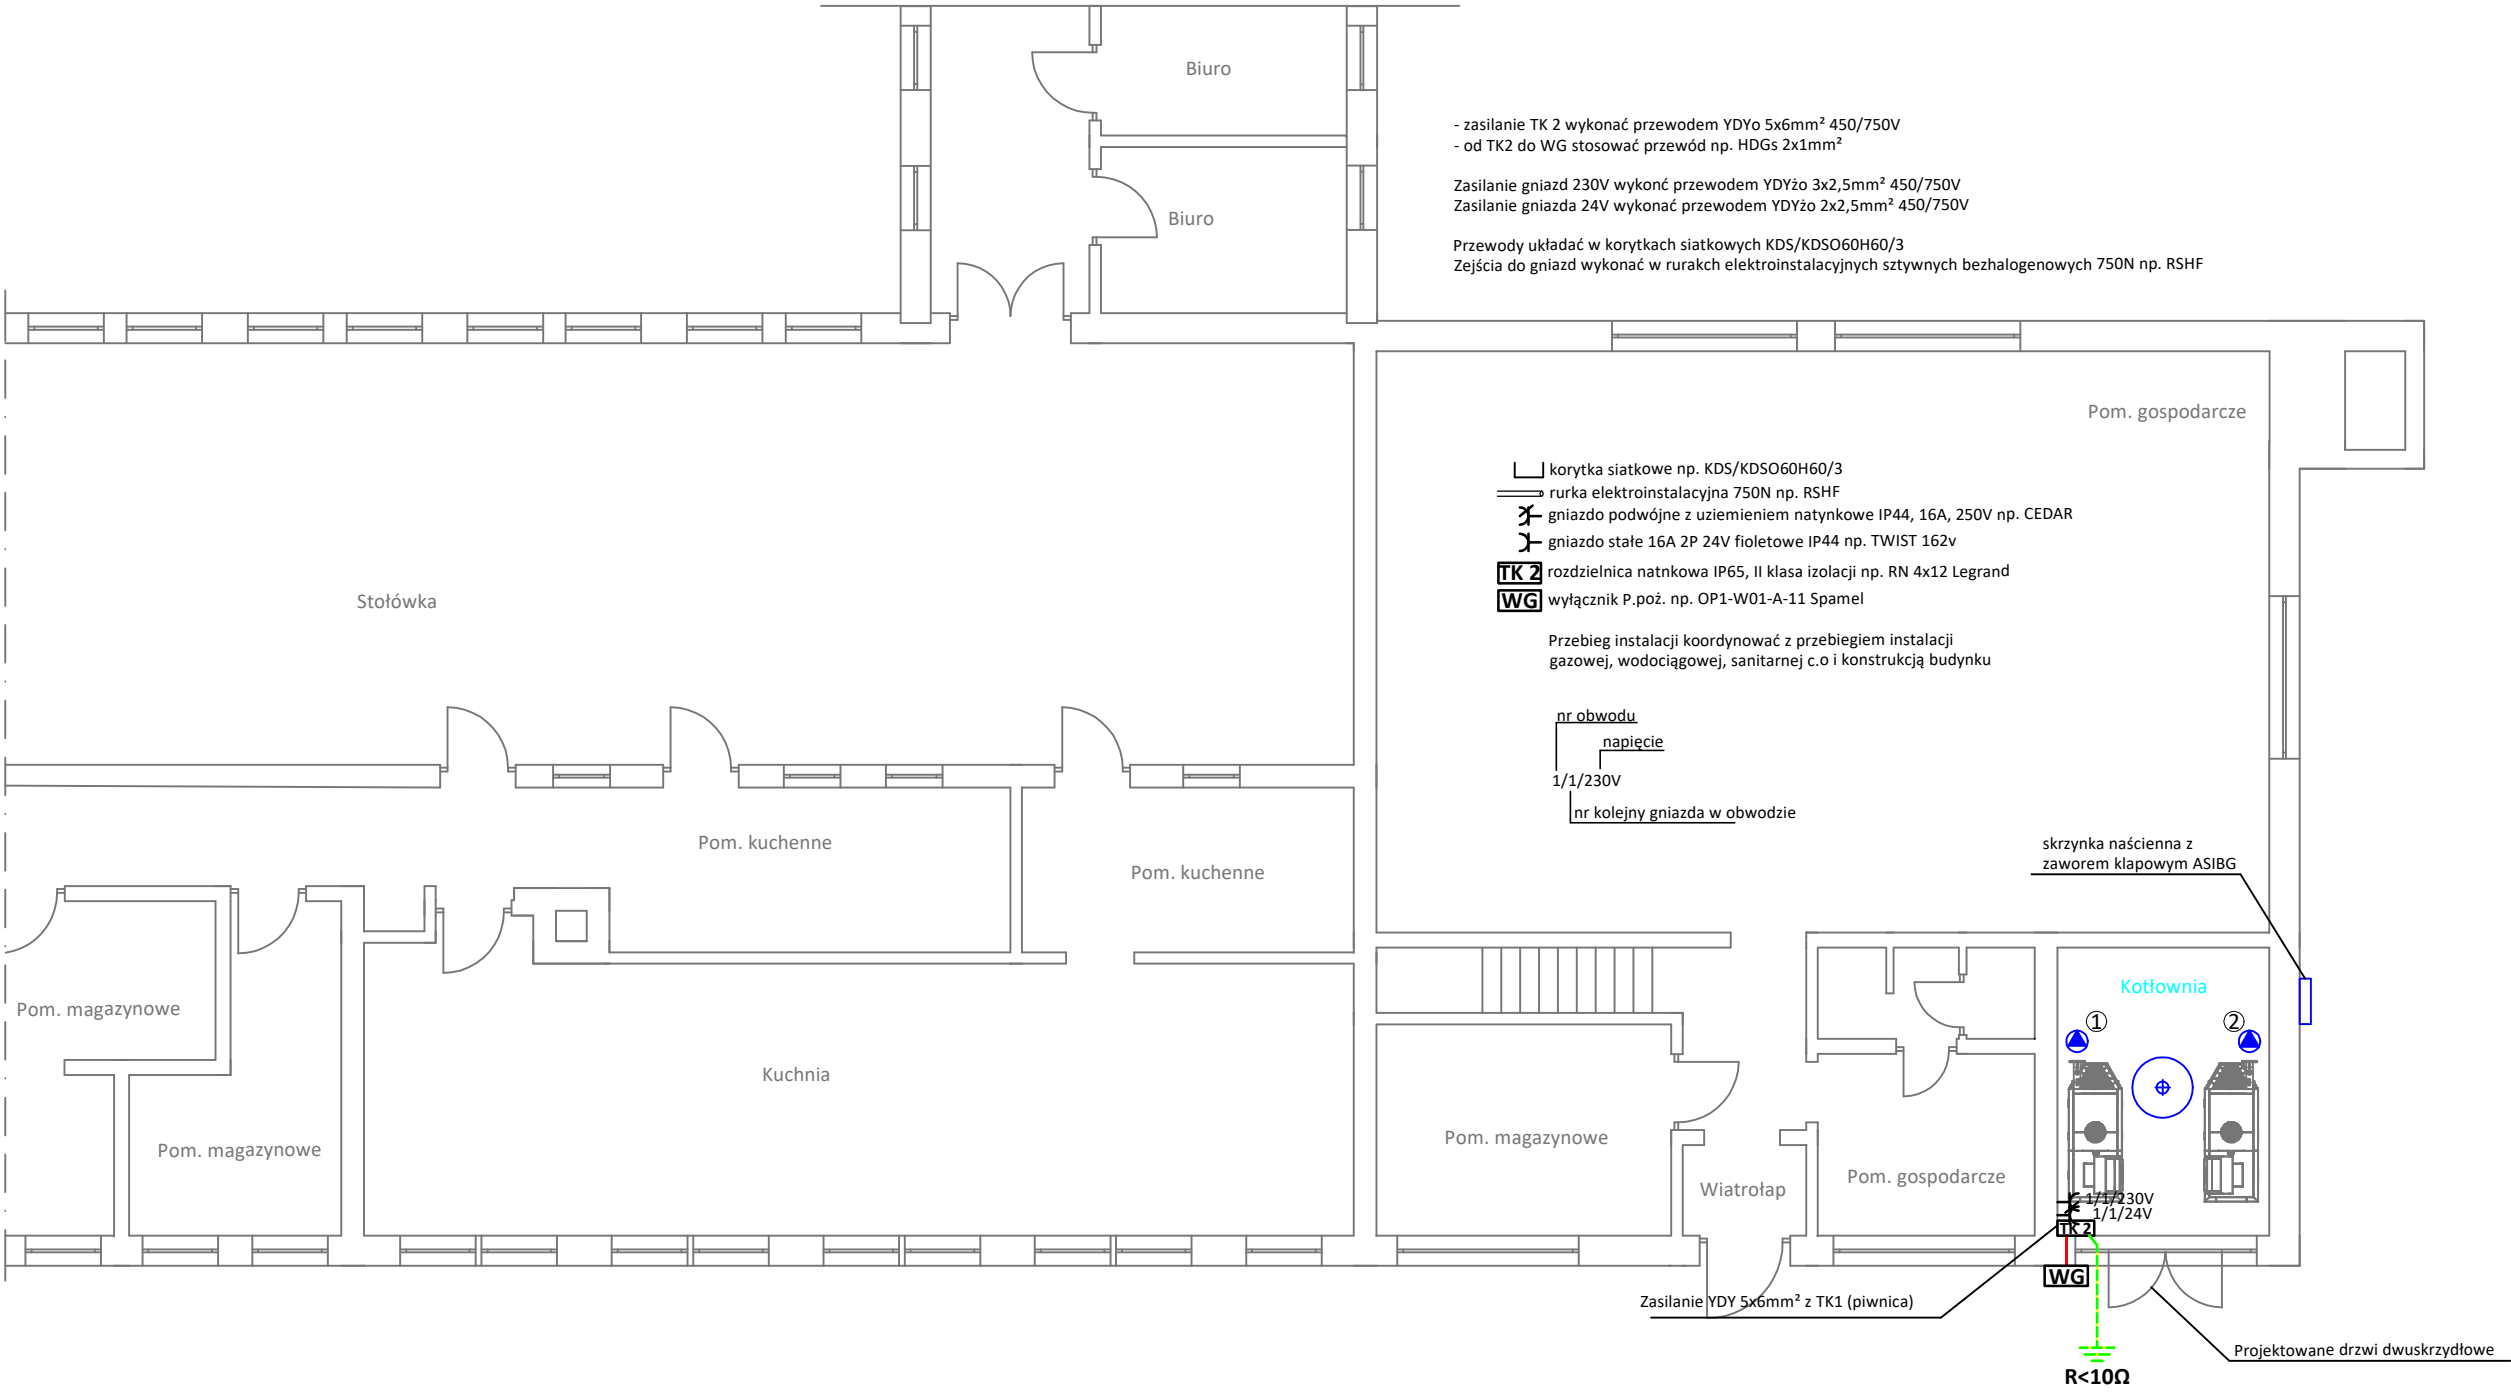 Biuro
- zasilanie TK 2 wykonać przewodem YDYo 5x6mm² 450/750V
- od TK2 do WG stosować przewód np. HDGs 2x1mm²
Zasilanie gniazd 230V wykonć przewodem YDYżo 3x2,5mm² 450/750V
Zasilanie gniazda 24V wykonać przewodem YDYżo 2x2,5mm² 450/750V
Biuro
Przewody układać w korytkach siatkowych KDS/KDSO60H60/3
Zejścia do gniazd wykonać w rurakch elektroinstalacyjnych sztywnych bezhalogenowych 750N np. RSHF
Pom. gospodarcze
korytka siatkowe np. KDS/KDSO60H60/3
rurka elektroinstalacyjna 750N np. RSHF
gniazdo podwójne z uziemieniem natynkowe IP44, 16A, 250V np. CEDAR
gniazdo stałe 16A 2P 24V fioletowe IP44 np. TWIST 162v
TK 2 rozdzielnica natnkowa IP65, II klasa izolacji np. RN 4x12 Legrand
WG wyłącznik P.poż. np. OP1-W01-A-11 Spamel
Stołówka
Przebieg instalacji koordynować z przebiegiem instalacji
gazowej, wodociągowej, sanitarnej c.o i konstrukcją budynku
nr obwodu
napięcie
1/1/230V
nr kolejny gniazda w obwodzie
Pom. kuchenne
Pom. kuchenne
skrzynka naścienna z
zaworem klapowym ASIBG
Pom. magazynowe
Kotłownia
1
2
Kuchnia
Pom. magazynowe
Pom. magazynowe
Wiatrołap
Pom. gospodarcze
1/1/230V
1/1/24V
TK 2
WG
Zasilanie YDY 5x6mm² z TK1 (piwnica)
Projektowane drzwi dwuskrzydłowe
R<10Ω